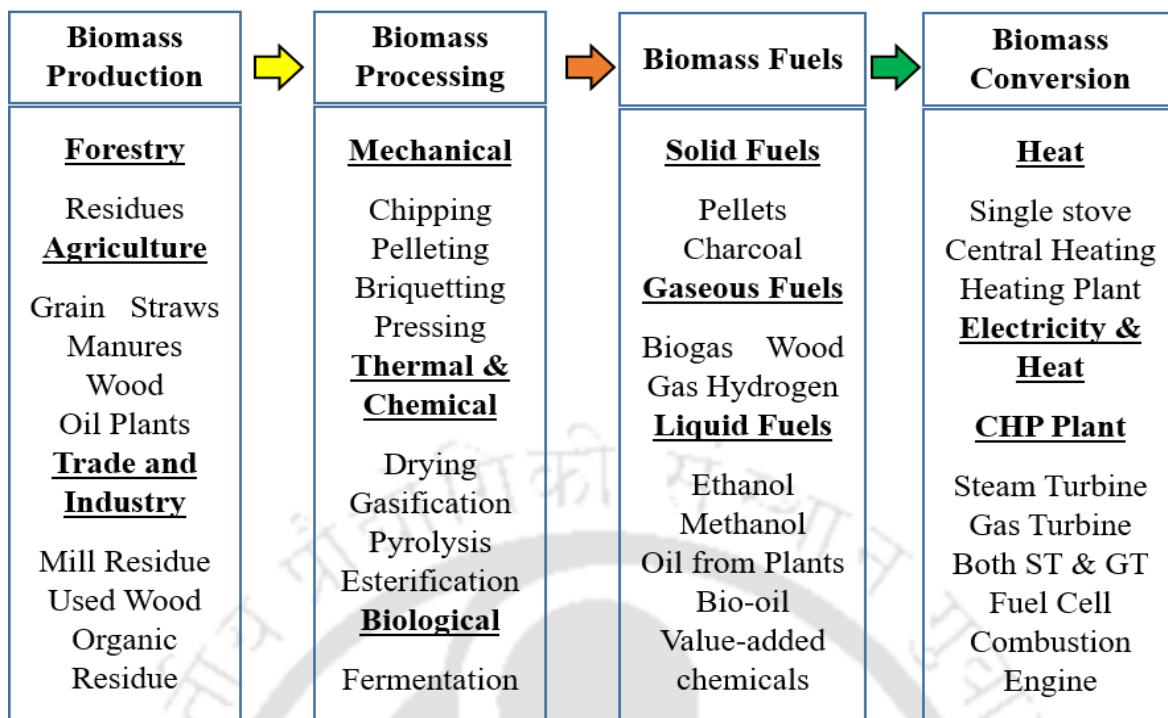 Biomass
Production
Forestry
Residues
Agriculture
Grain Straws
Manures
Wood
Oil Plants
Trade and
Industry
Mill Residue
Used Wood
Organic
Residue
Biomass
Processing
Mechanical
Chipping
Pelleting
Briquetting
Pressing
Thermal &
Chemical
Drying
Gasification
Pyrolysis
Esterification
Biological
Fermentation
Biomass Fuels
Solid Fuels
Pellets
Charcoal
Gaseous Fuels
Biogas Wood
Gas Hydrogen
Liquid Fuels
Ethanol
Methanol
Oil from Plants
Bio-oil
Value-added
chemicals
Biomass
Conversion
Heat
Single stove
Central Heating
Heating Plant
Electricity &
Heat
CHP Plant
Steam Turbine
Gas Turbine
Both ST & GT
Fuel Cell
Combustion
Engine
प्रौद्योगिकी संस्थान